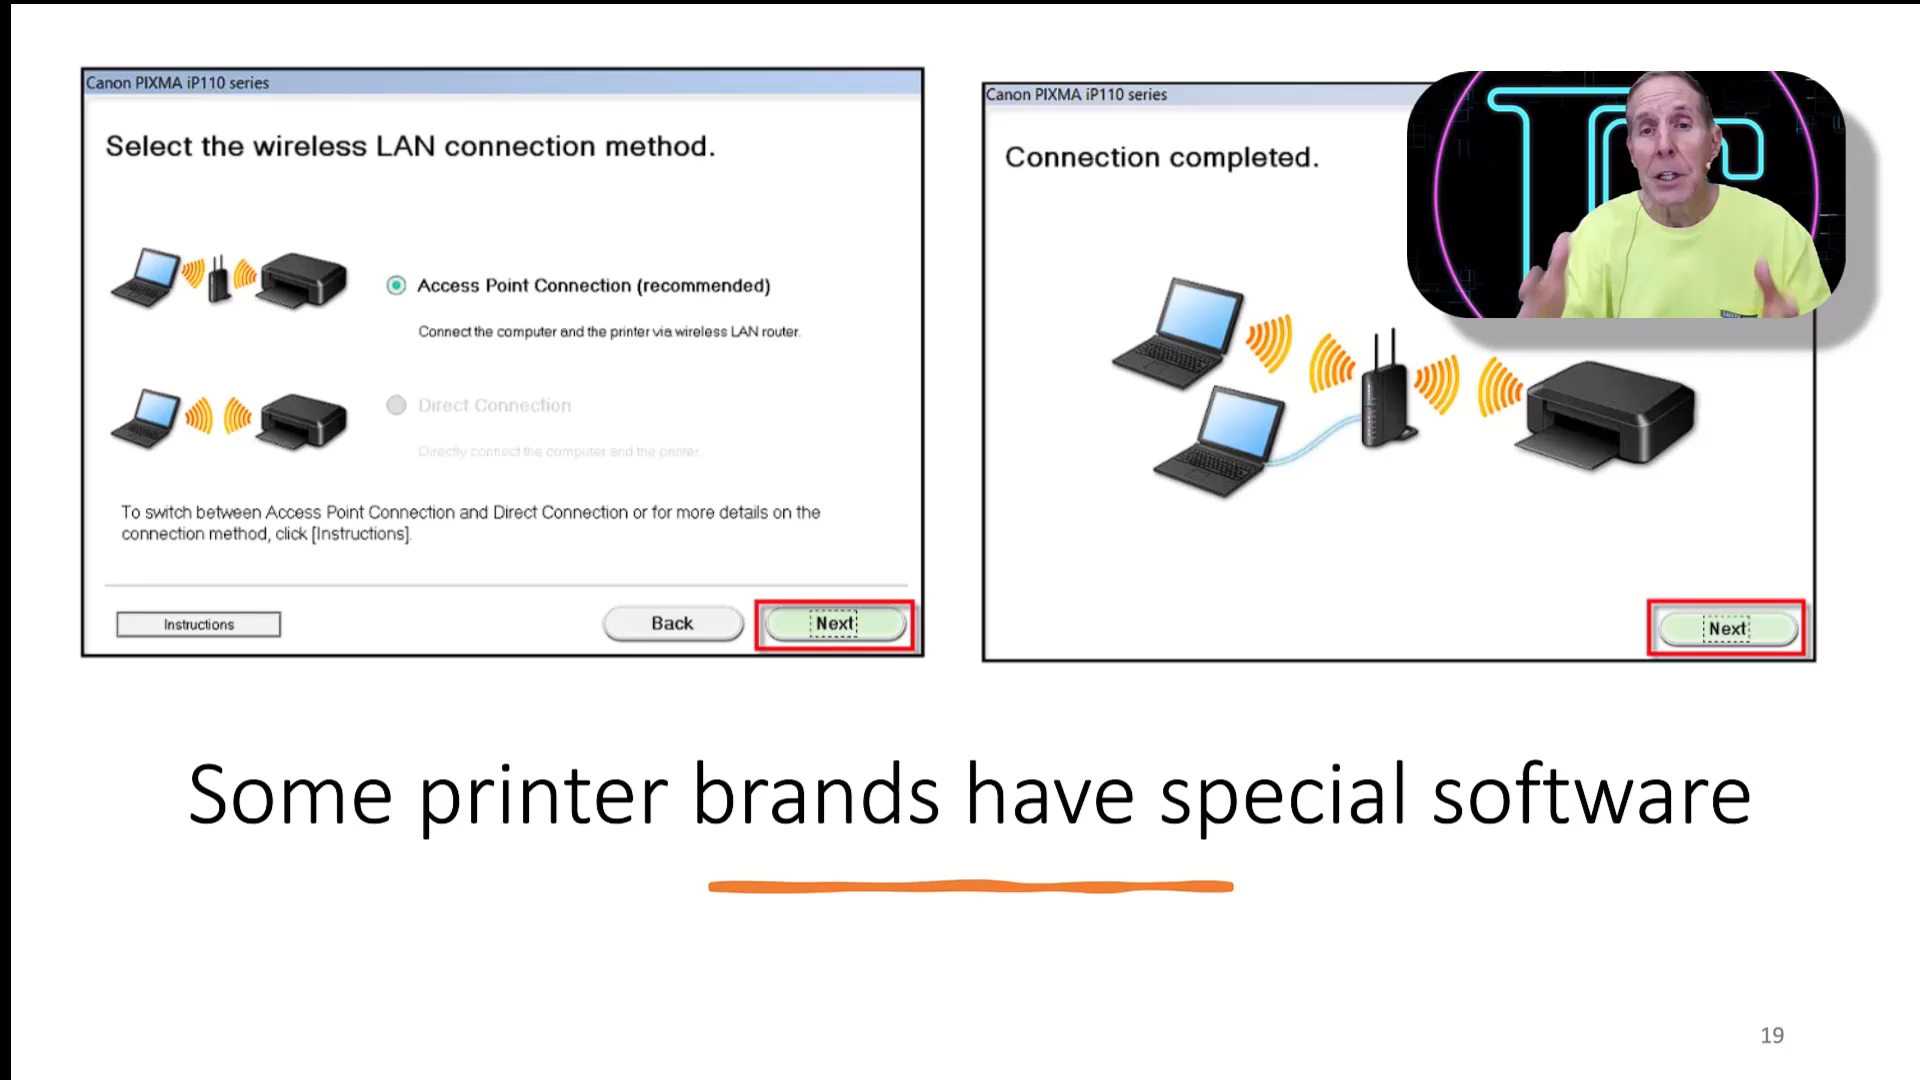 Canon PIXMA iP110 series
Select the wireless LAN connection method.
Access Point Connection (recommended)
Connect the computer and the printer via wireless LAN router.
Direct Connection
Directly connect the computer and the printer.
To switch between Access Point Connection and Direct Connection or for more details on the
connection method, click [Instructions].
Instructions
Back
Next
Canon PIXMA iP110 series
Connection completed.
Next
Some printer brands have special software
19